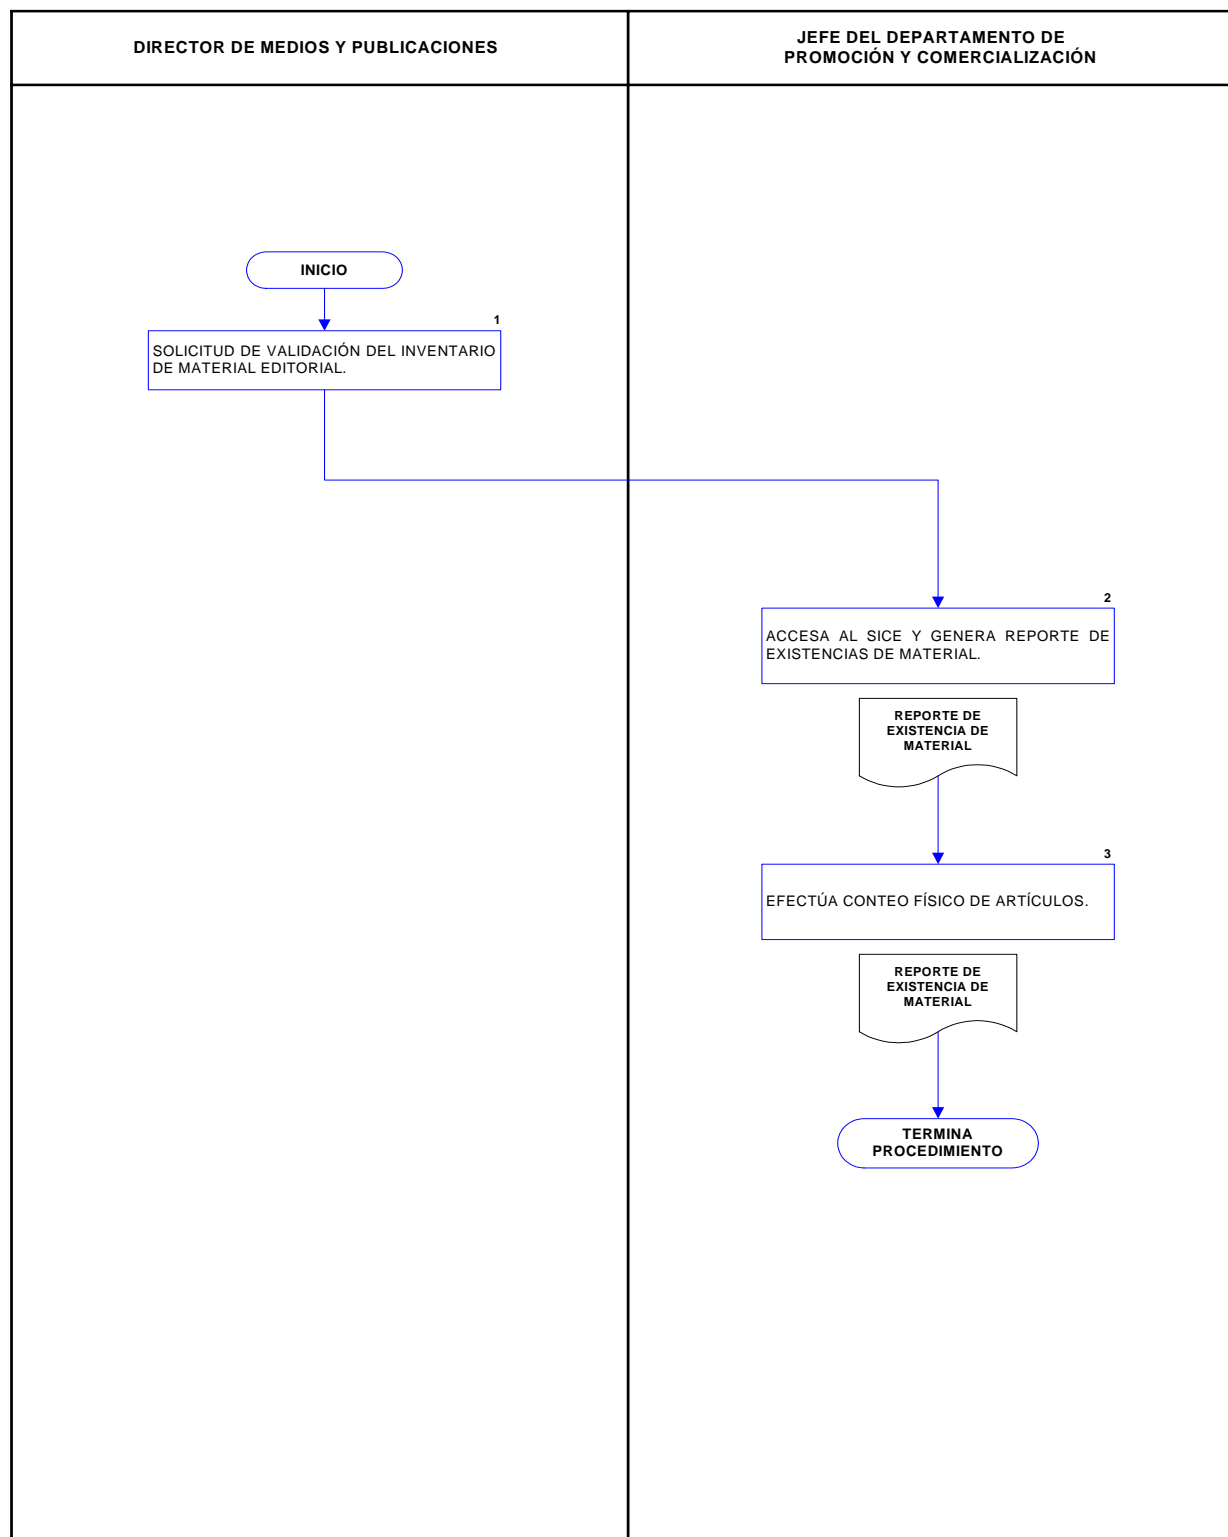 DIRECTOR DE MEDIOS Y PUBLICACIONES
JEFE DEL DEPARTAMENTO DE
PROMOCIÓN Y COMERCIALIZACIÓN
INICIO
1
SOLICITUD DE VALIDACIÓN DEL INVENTARIO
DE MATERIAL EDITORIAL.
2
ACCESA AL SICE Y GENERA REPORTE DE
EXISTENCIAS DE MATERIAL.
REPORTE DE
EXISTENCIA DE
MATERIAL
3
EFECTÚA CONTEO FÍSICO DE ARTÍCULOS.
REPORTE DE
EXISTENCIA DE
MATERIAL
TERMINA
PROCEDIMIENTO